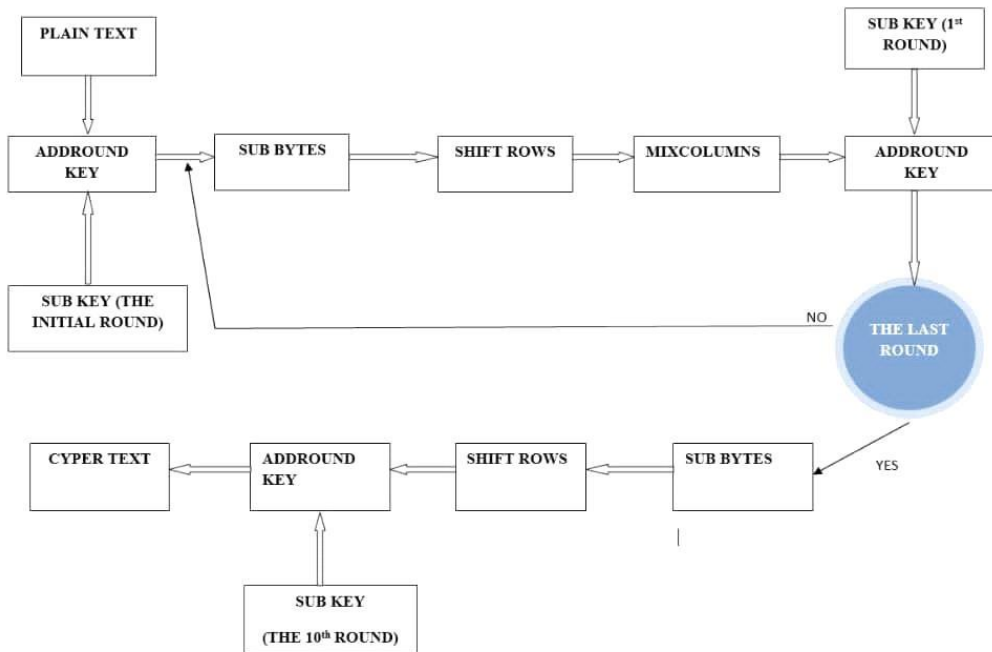 PLAIN TEXT
SUB KEY (1st
ROUND)
ADDROUND
KEY
SUB BYTES
SHIFT ROWS
MIXCOLUMNS
ADDROUND
KEY
SUB KEY (THE
INITIAL ROUND)
NO
THE LAST
ROUND
YES
CYPER TEXT
ADDROUND
KEY
SHIFT ROWS
SUB BYTES
SUB KEY
(THE 10th ROUND)